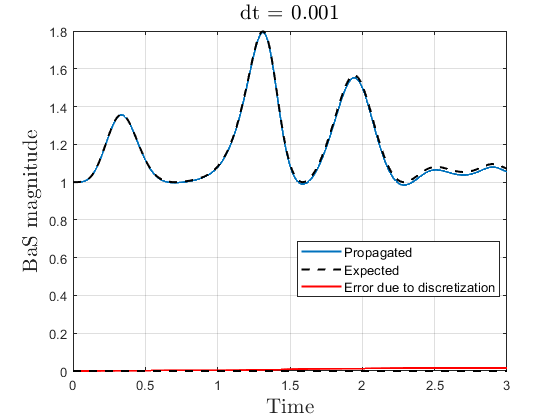 dt = 0.001
1.8
1.6
1.4
1.2
1
0.8
0.6
0.4
0.2
0
BaS magnitude
Propagated
Expected
Error due to discretization
0 0.5 1 1.5 2 2.5 3
Time